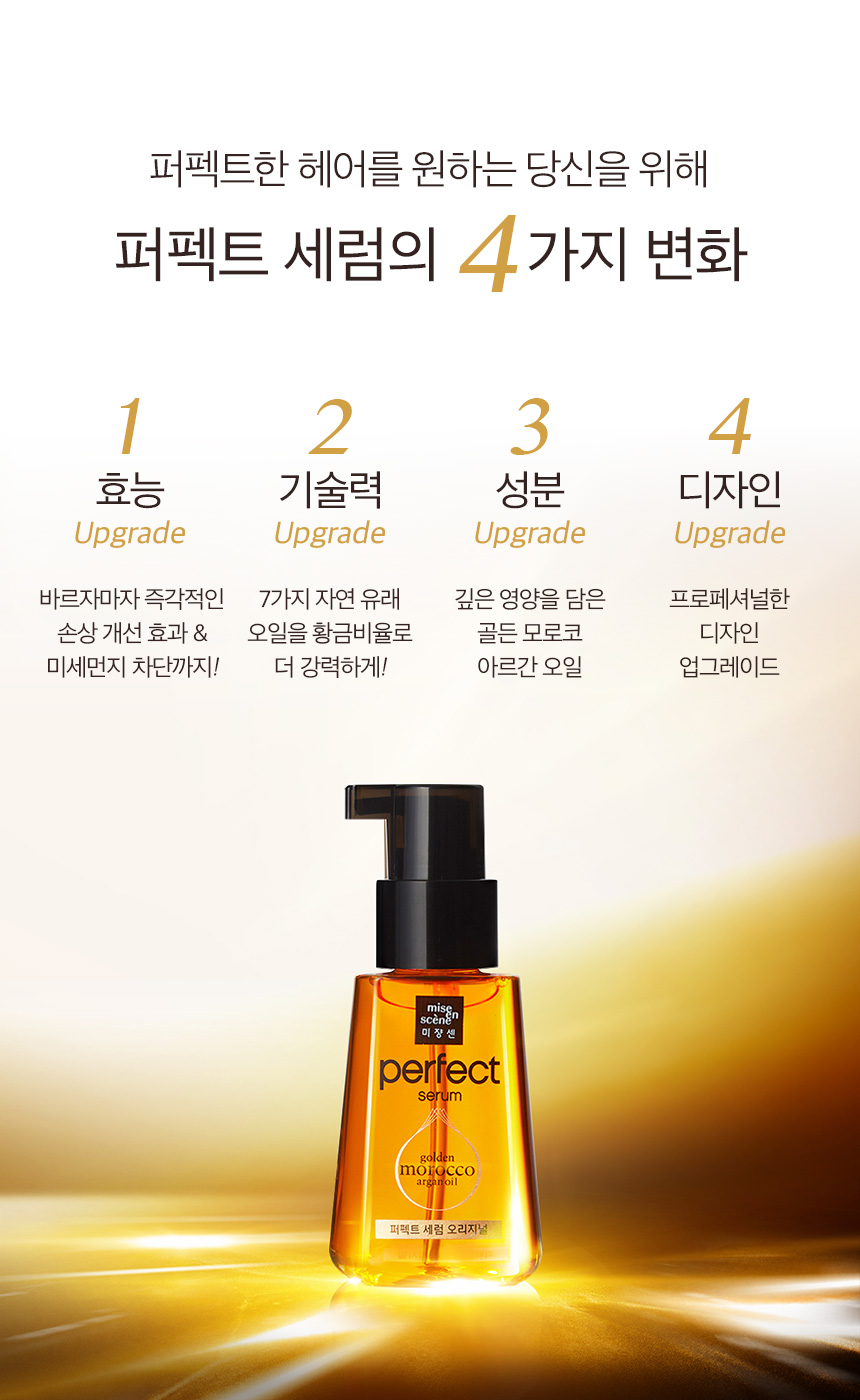 퍼펙트한 헤어를 원하는 당신을 위해
퍼펙트 세럼의 4가지 변화
1
효능
Upgrade
바르자마자 즉각적인
손상 개선 효과 &
미세먼지 차단까지!
2
기술력
Upgrade
7가지 자연 유래
오일을 황금비율로
더 강력하게!
3
성분
Upgrade
깊은 영양을 담은
골든 모로코
아르간 오일
4
디자인
Upgrade
프로페셔널한
디자인
업그레이드
mise
en
scène
미쟝센
perfect
serum
golden
morocco
argan oil
퍼펙트 세럼 오리지널